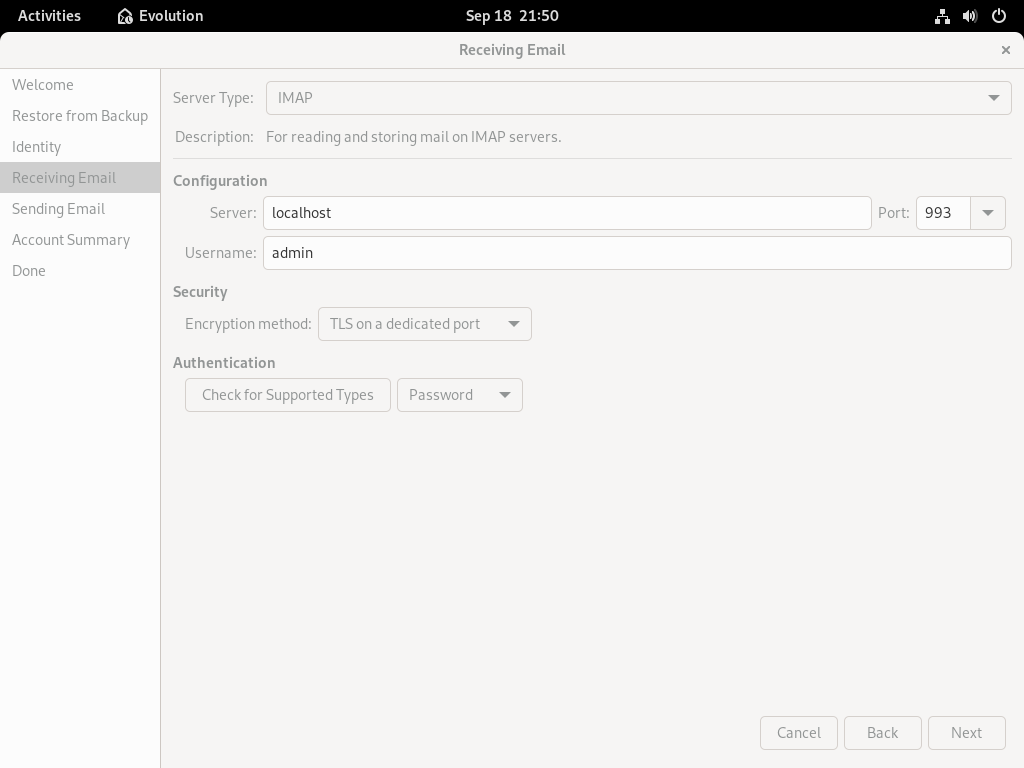 Activities
Evolution
Sep 18 21:50
Receiving Email
Welcome
Restore from Backup
Identity
Receiving Email
Sending Email
Account Summary
Done
Server Type: IMAP
Description: For reading and storing mail on IMAP servers.
Configuration
Server: localhost Port: 993
Username: admin
Security
Encryption method: TLS on a dedicated port
Authentication
Check for Supported Types Password
Cancel Back Next